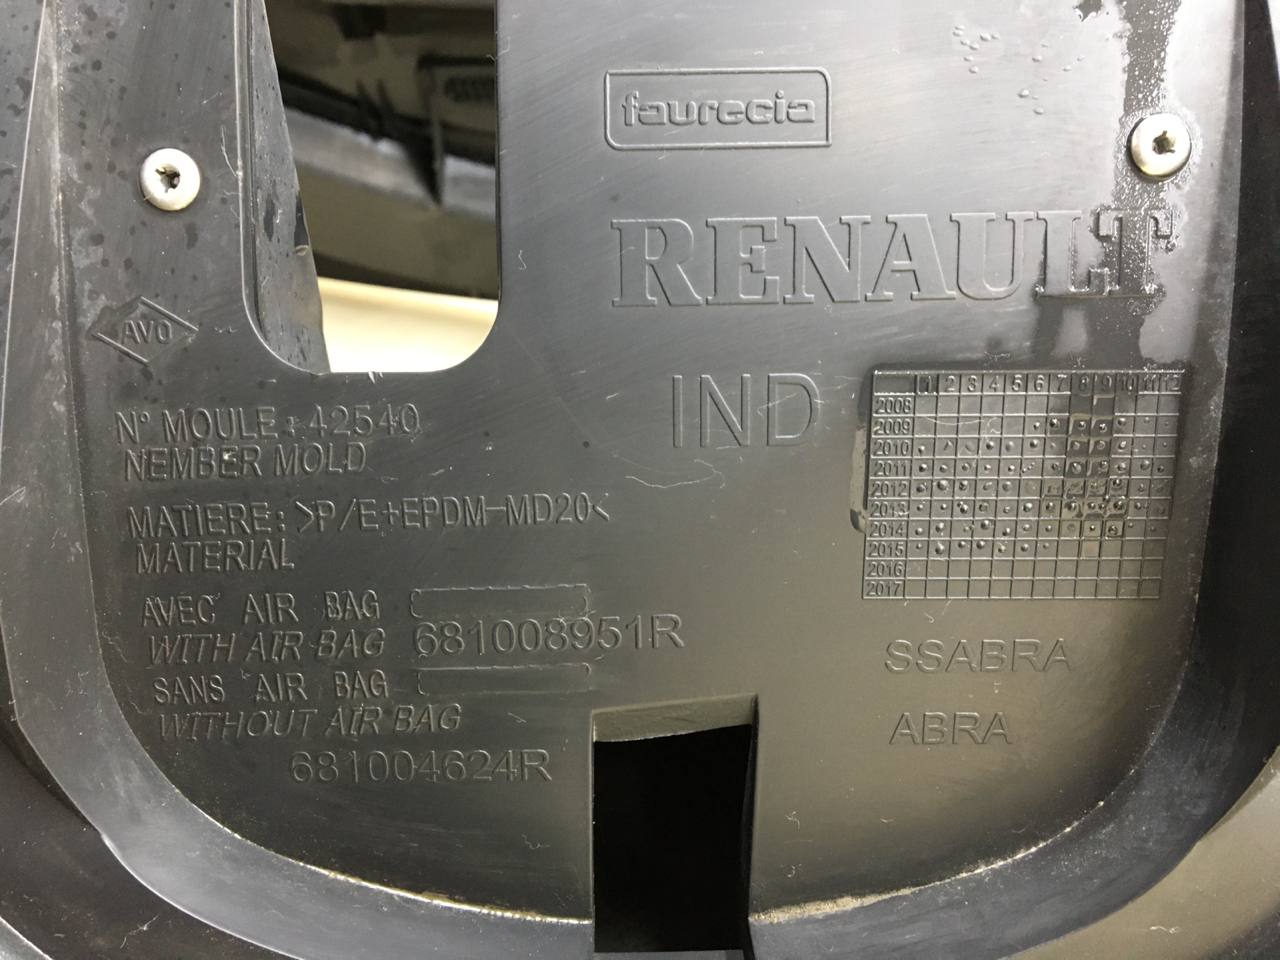 faurecia
RENAULT
AVO
IND
N° MOULE : 42540
NEMBER MOLD
MATIERE : >P/E+EPDM-MD20<
MATERIAL
AVEC AIR BAG
WITH AIR BAG 681008951R
SANS AIR BAG
WITHOUT AIR BAG
681004624R
1 2 3 4 5 6 7 8 9 10 11 12
2008
2009
2010
2011
2012
2013
2014
2015
2016
2017
SSABRA
ABRA